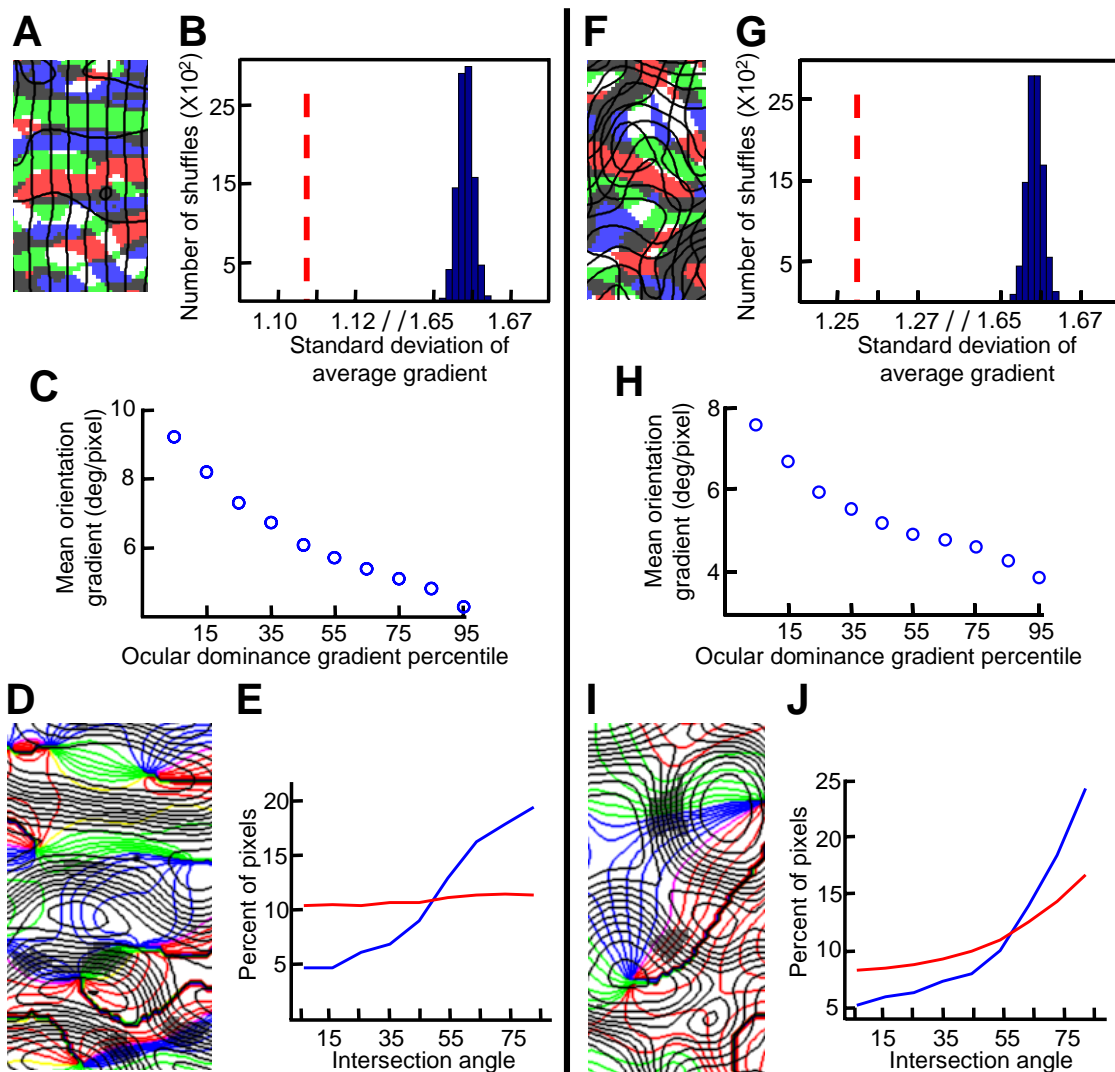 A
B
Number of shuffles (X10²)
25
15
5
1.10 1.12 // 1.65 1.67
Standard deviation of
average gradient
C
Mean orientation
gradient (deg/pixel)
10
8
6
15 35 55 75 95
Ocular dominance gradient percentile
D
E
Percent of pixels
20
15
10
5
15 35 55 75
Intersection angle
F
G
Number of shuffles (X10²)
25
15
5
1.25 1.27 // 1.65 1.67
Standard deviation of
average gradient
H
Mean orientation
gradient (deg/pixel)
8
6
4
15 35 55 75 95
Ocular dominance gradient percentile
I
J
Percent of pixels
25
20
15
10
5
15 35 55 75
Intersection angle